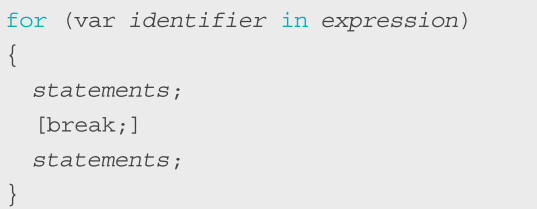 for (var identifier in expression)
{
  statements;
  [break;]
  statements;
}